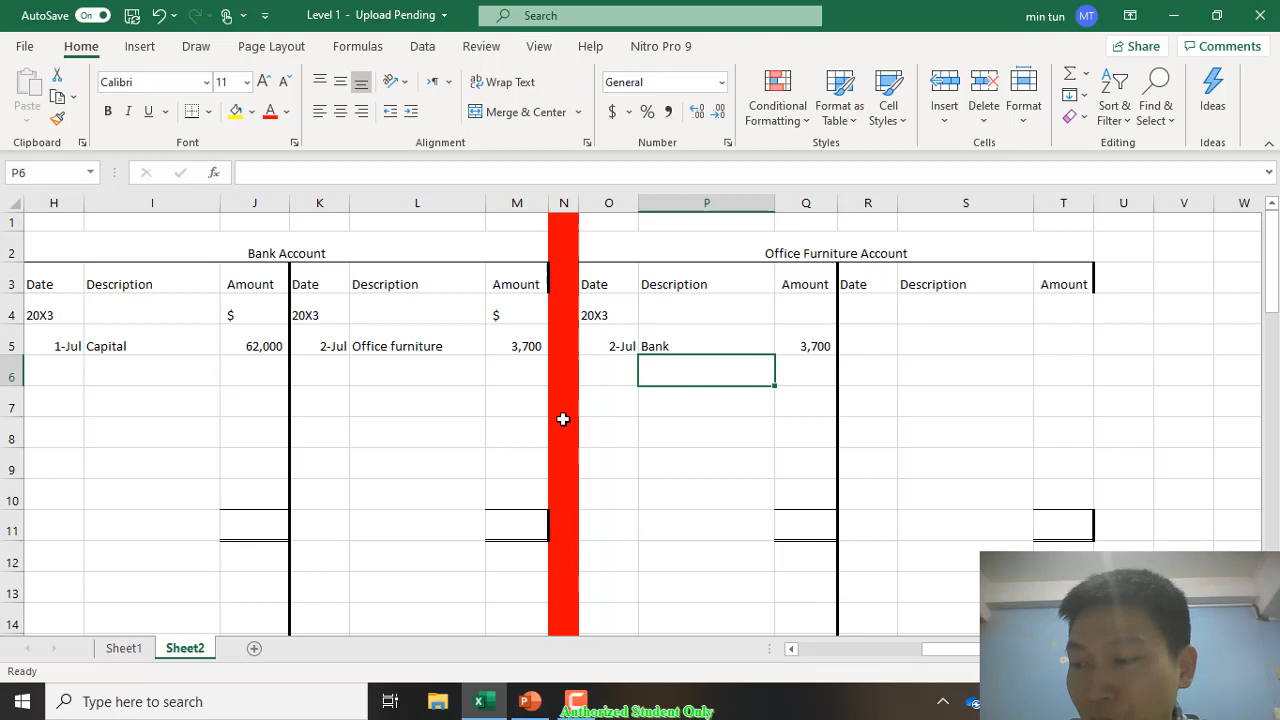 AutoSave On Level 1 - Upload Pending Search min tun MT
File Home Insert Draw Page Layout Formulas Data Review View Help Nitro Pro 9 Share Comments
Paste Calibri 11 Wrap Text General Conditional Formatting Format as Table Cell Styles Insert Delete Format Sort & Filter Find & Select Ideas
B I U A Merge & Center $ % 9
Clipboard Font Alignment Number Styles Cells Editing Ideas
P6 fx
H I J K L M N O P Q R S T U V W
1
2 Bank Account Office Furniture Account
3 Date Description Amount Date Description Amount Date Description Amount Date Description Amount
4 20X3 $ 20X3 $ 20X3
5 1-Jul Capital 62,000 2-Jul Office furniture 3,700 2-Jul Bank 3,700
6
7
8
9
10
11
12
13
14
Sheet1 Sheet2
Ready
Type here to search
Authorized Student Only